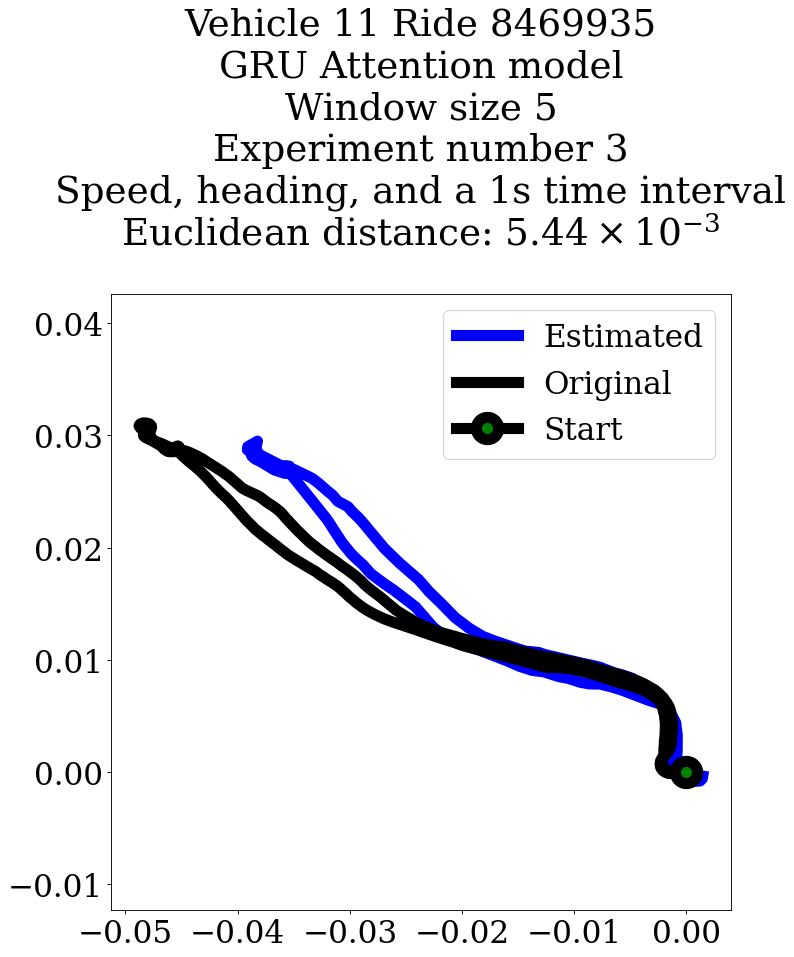 Vehicle 11 Ride 8469935
GRU Attention model
Window size 5
Experiment number 3
Speed, heading, and a 1s time interval
Euclidean distance: 5.44 × 10⁻³
Estimated
Original
Start
0.04
0.03
0.02
0.01
0.00
−0.01
−0.05 −0.04 −0.03 −0.02 −0.01 0.00